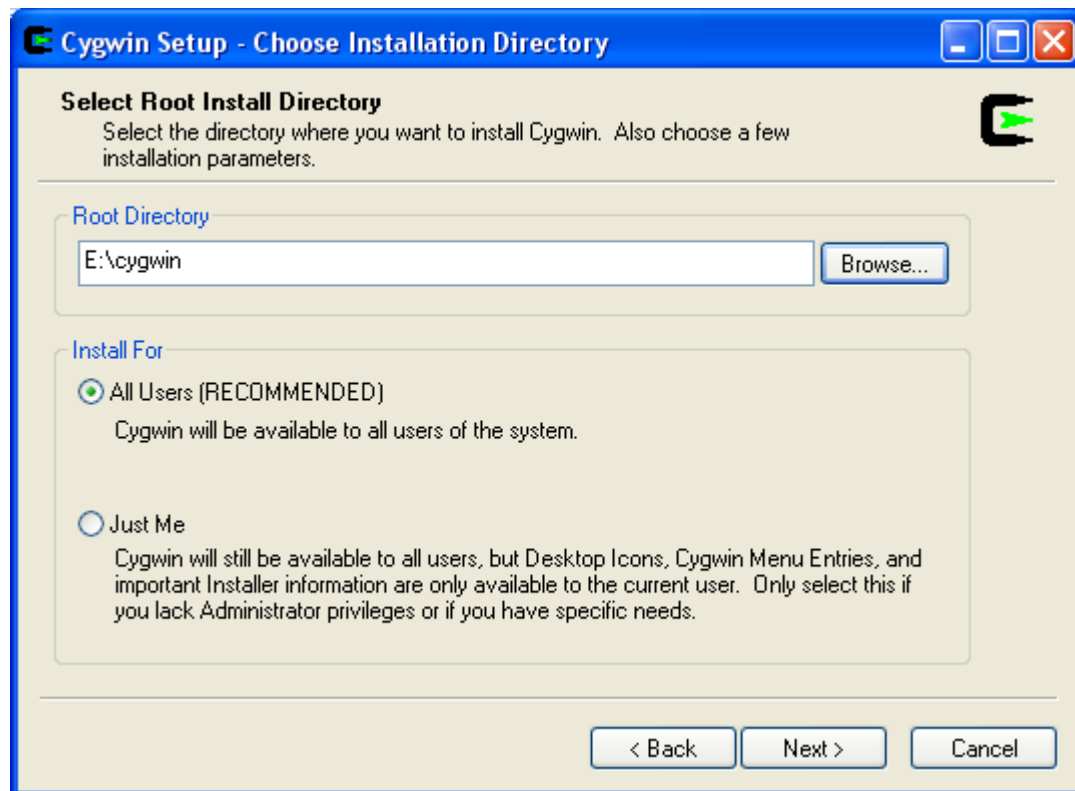 Cygwin Setup - Choose Installation Directory
Select Root Install Directory
Select the directory where you want to install Cygwin.  Also choose a few
installation parameters.
Root Directory
E:\cygwin
Browse...
Install For
All Users (RECOMMENDED)
Cygwin will be available to all users of the system.
Just Me
Cygwin will still be available to all users, but Desktop Icons, Cygwin Menu Entries, and
important Installer information are only available to the current user.  Only select this if
you lack Administrator privileges or if you have specific needs.
< Back
Next >
Cancel